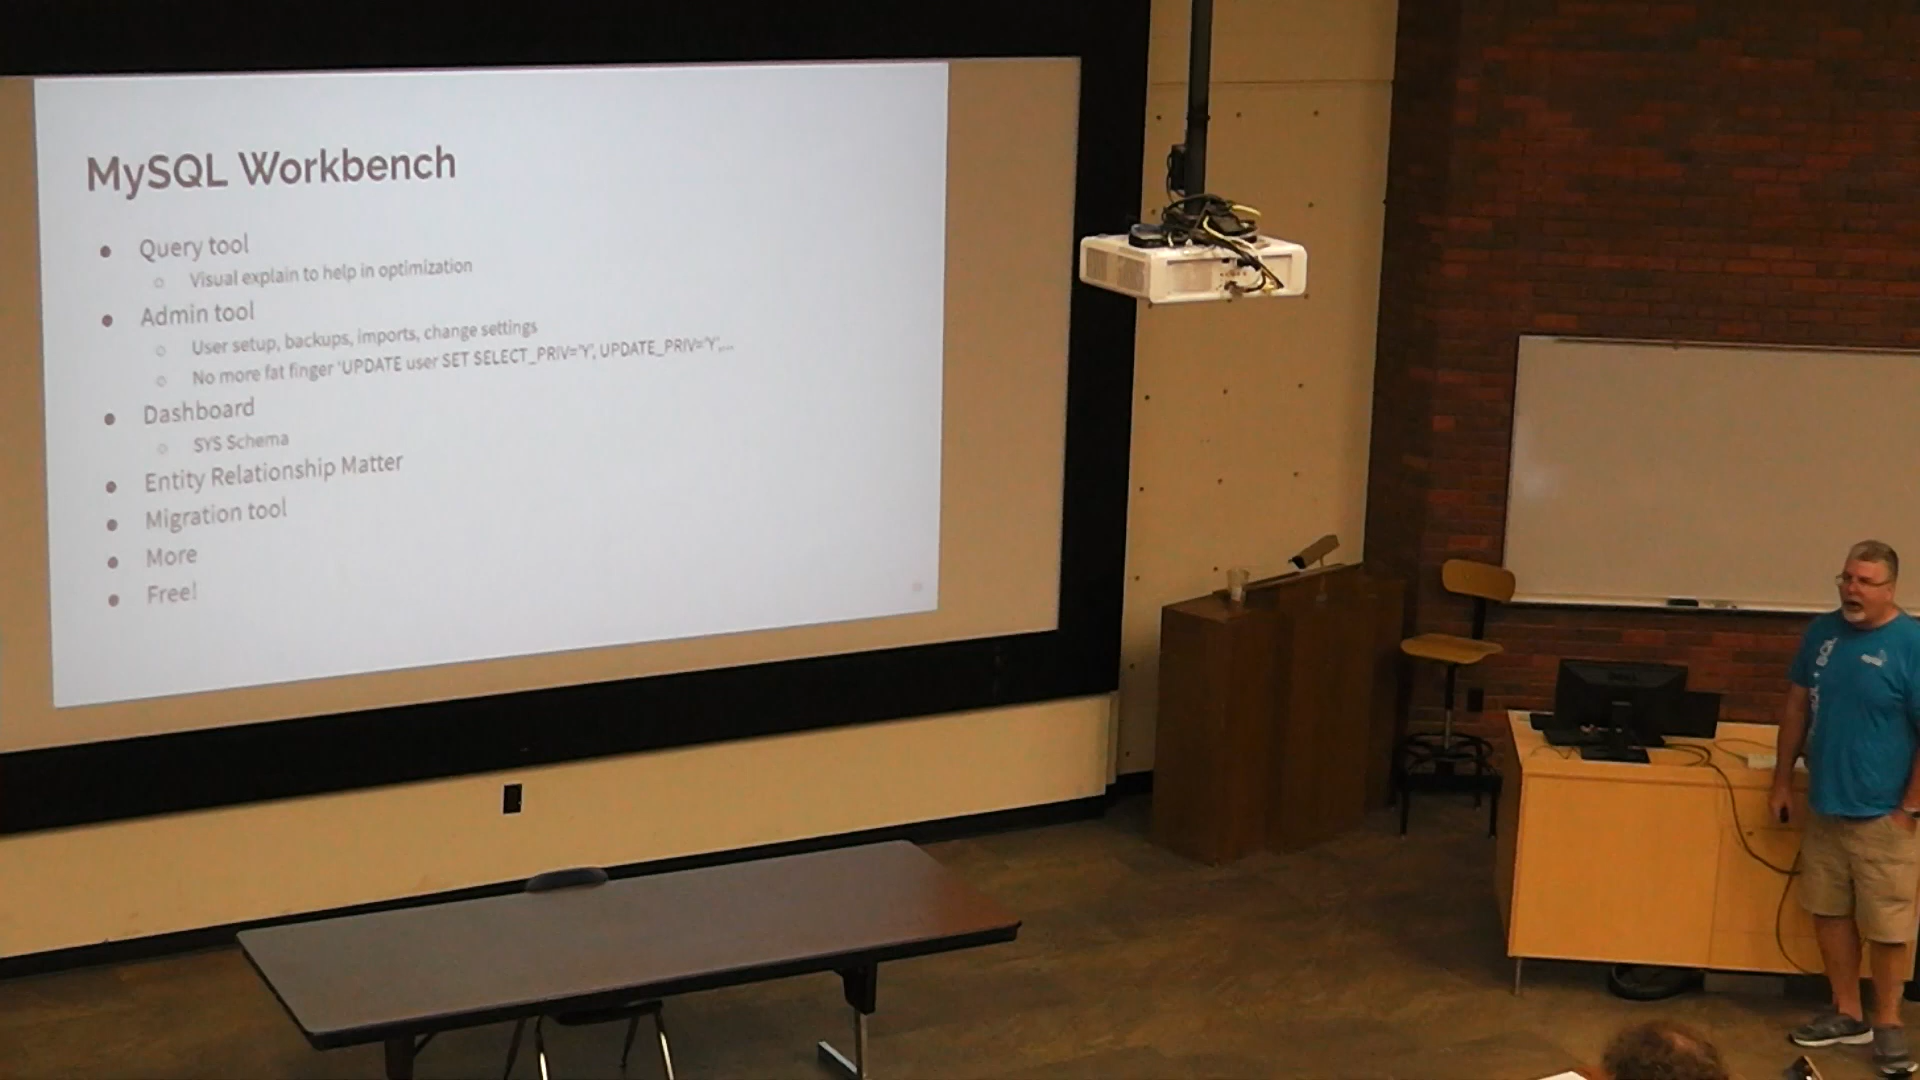 MySQL Workbench
● Query tool
○ Visual explain to help in optimization
● Admin tool
○ User setup, backups, imports, change settings
○ No more fat finger 'UPDATE user SET SELECT_PRIV='Y', UPDATE_PRIV='Y',...
● Dashboard
○ SYS Schema
● Entity Relationship Matter
● Migration tool
● More
● Free!
DELL